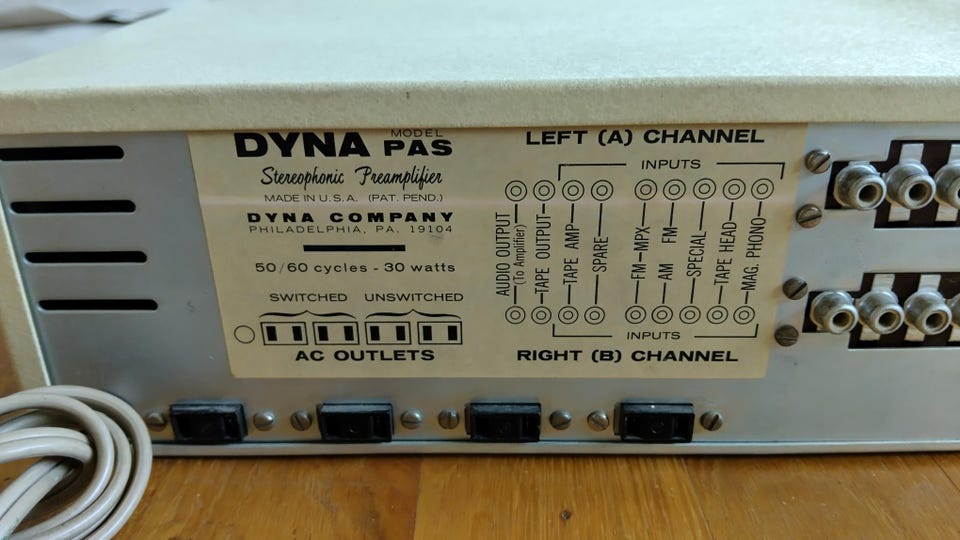 DYNA MODEL PAS
Stereophonic Preamplifier
MADE IN U.S.A. (PAT. PEND.)
DYNA COMPANY
PHILADELPHIA, PA. 19104
50/60 cycles - 30 watts
SWITCHED UNSWITCHED
AC OUTLETS
LEFT (A) CHANNEL
INPUTS
AUDIO OUTPUT
(To Amplifier)
TAPE OUTPUT
TAPE AMP
SPARE
FM-MPX
AM FM
SPECIAL
TAPE HEAD
MAG. PHONO
INPUTS
RIGHT (B) CHANNEL